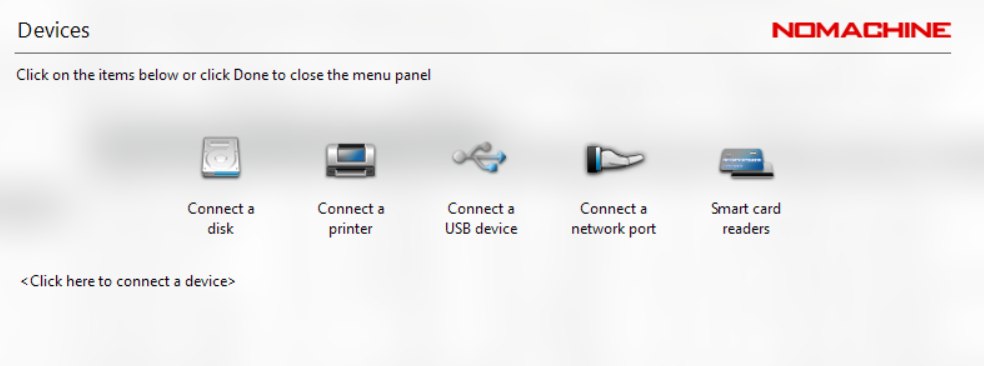 Devices
NOMACHINE
Click on the items below or click Done to close the menu panel
Connect a disk
Connect a printer
Connect a USB device
Connect a network port
Smart card readers
<Click here to connect a device>